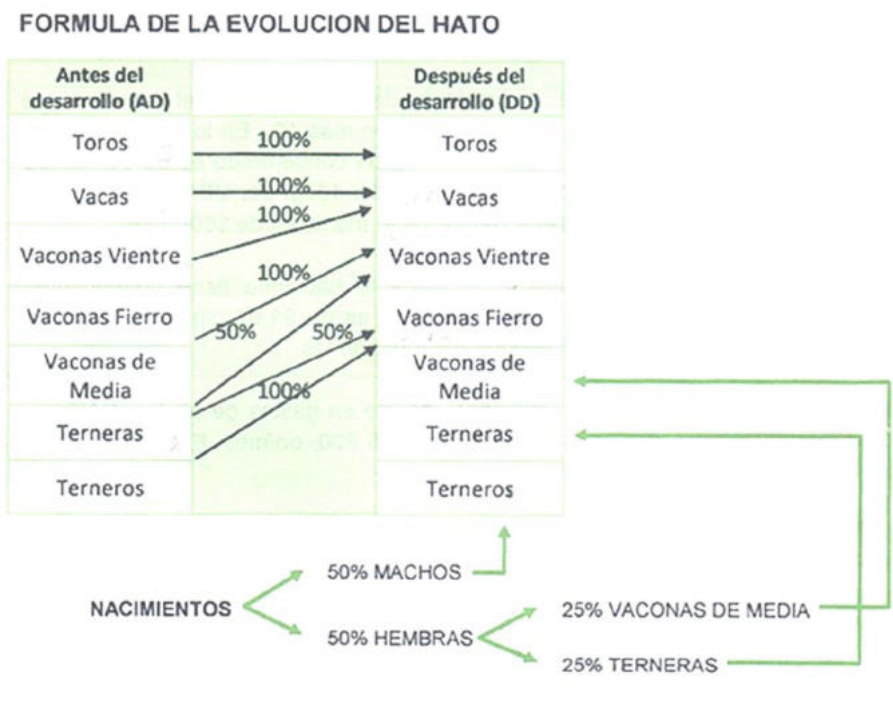 FORMULA DE LA EVOLUCION DEL HATO
Antes del
desarrollo (AD)
Después del
desarrollo (DD)
Toros
100%
Toros
Vacas
100%
100%
Vacas
Vaconas Vientre
100%
Vaconas Vientre
Vaconas Fierro
50%
50%
Vaconas Fierro
Vaconas de
Media
100%
Vaconas de
Media
Terneras
Terneras
Terneros
Terneros
NACIMIENTOS
50% MACHOS
50% HEMBRAS
25% VACONAS DE MEDIA
25% TERNERAS